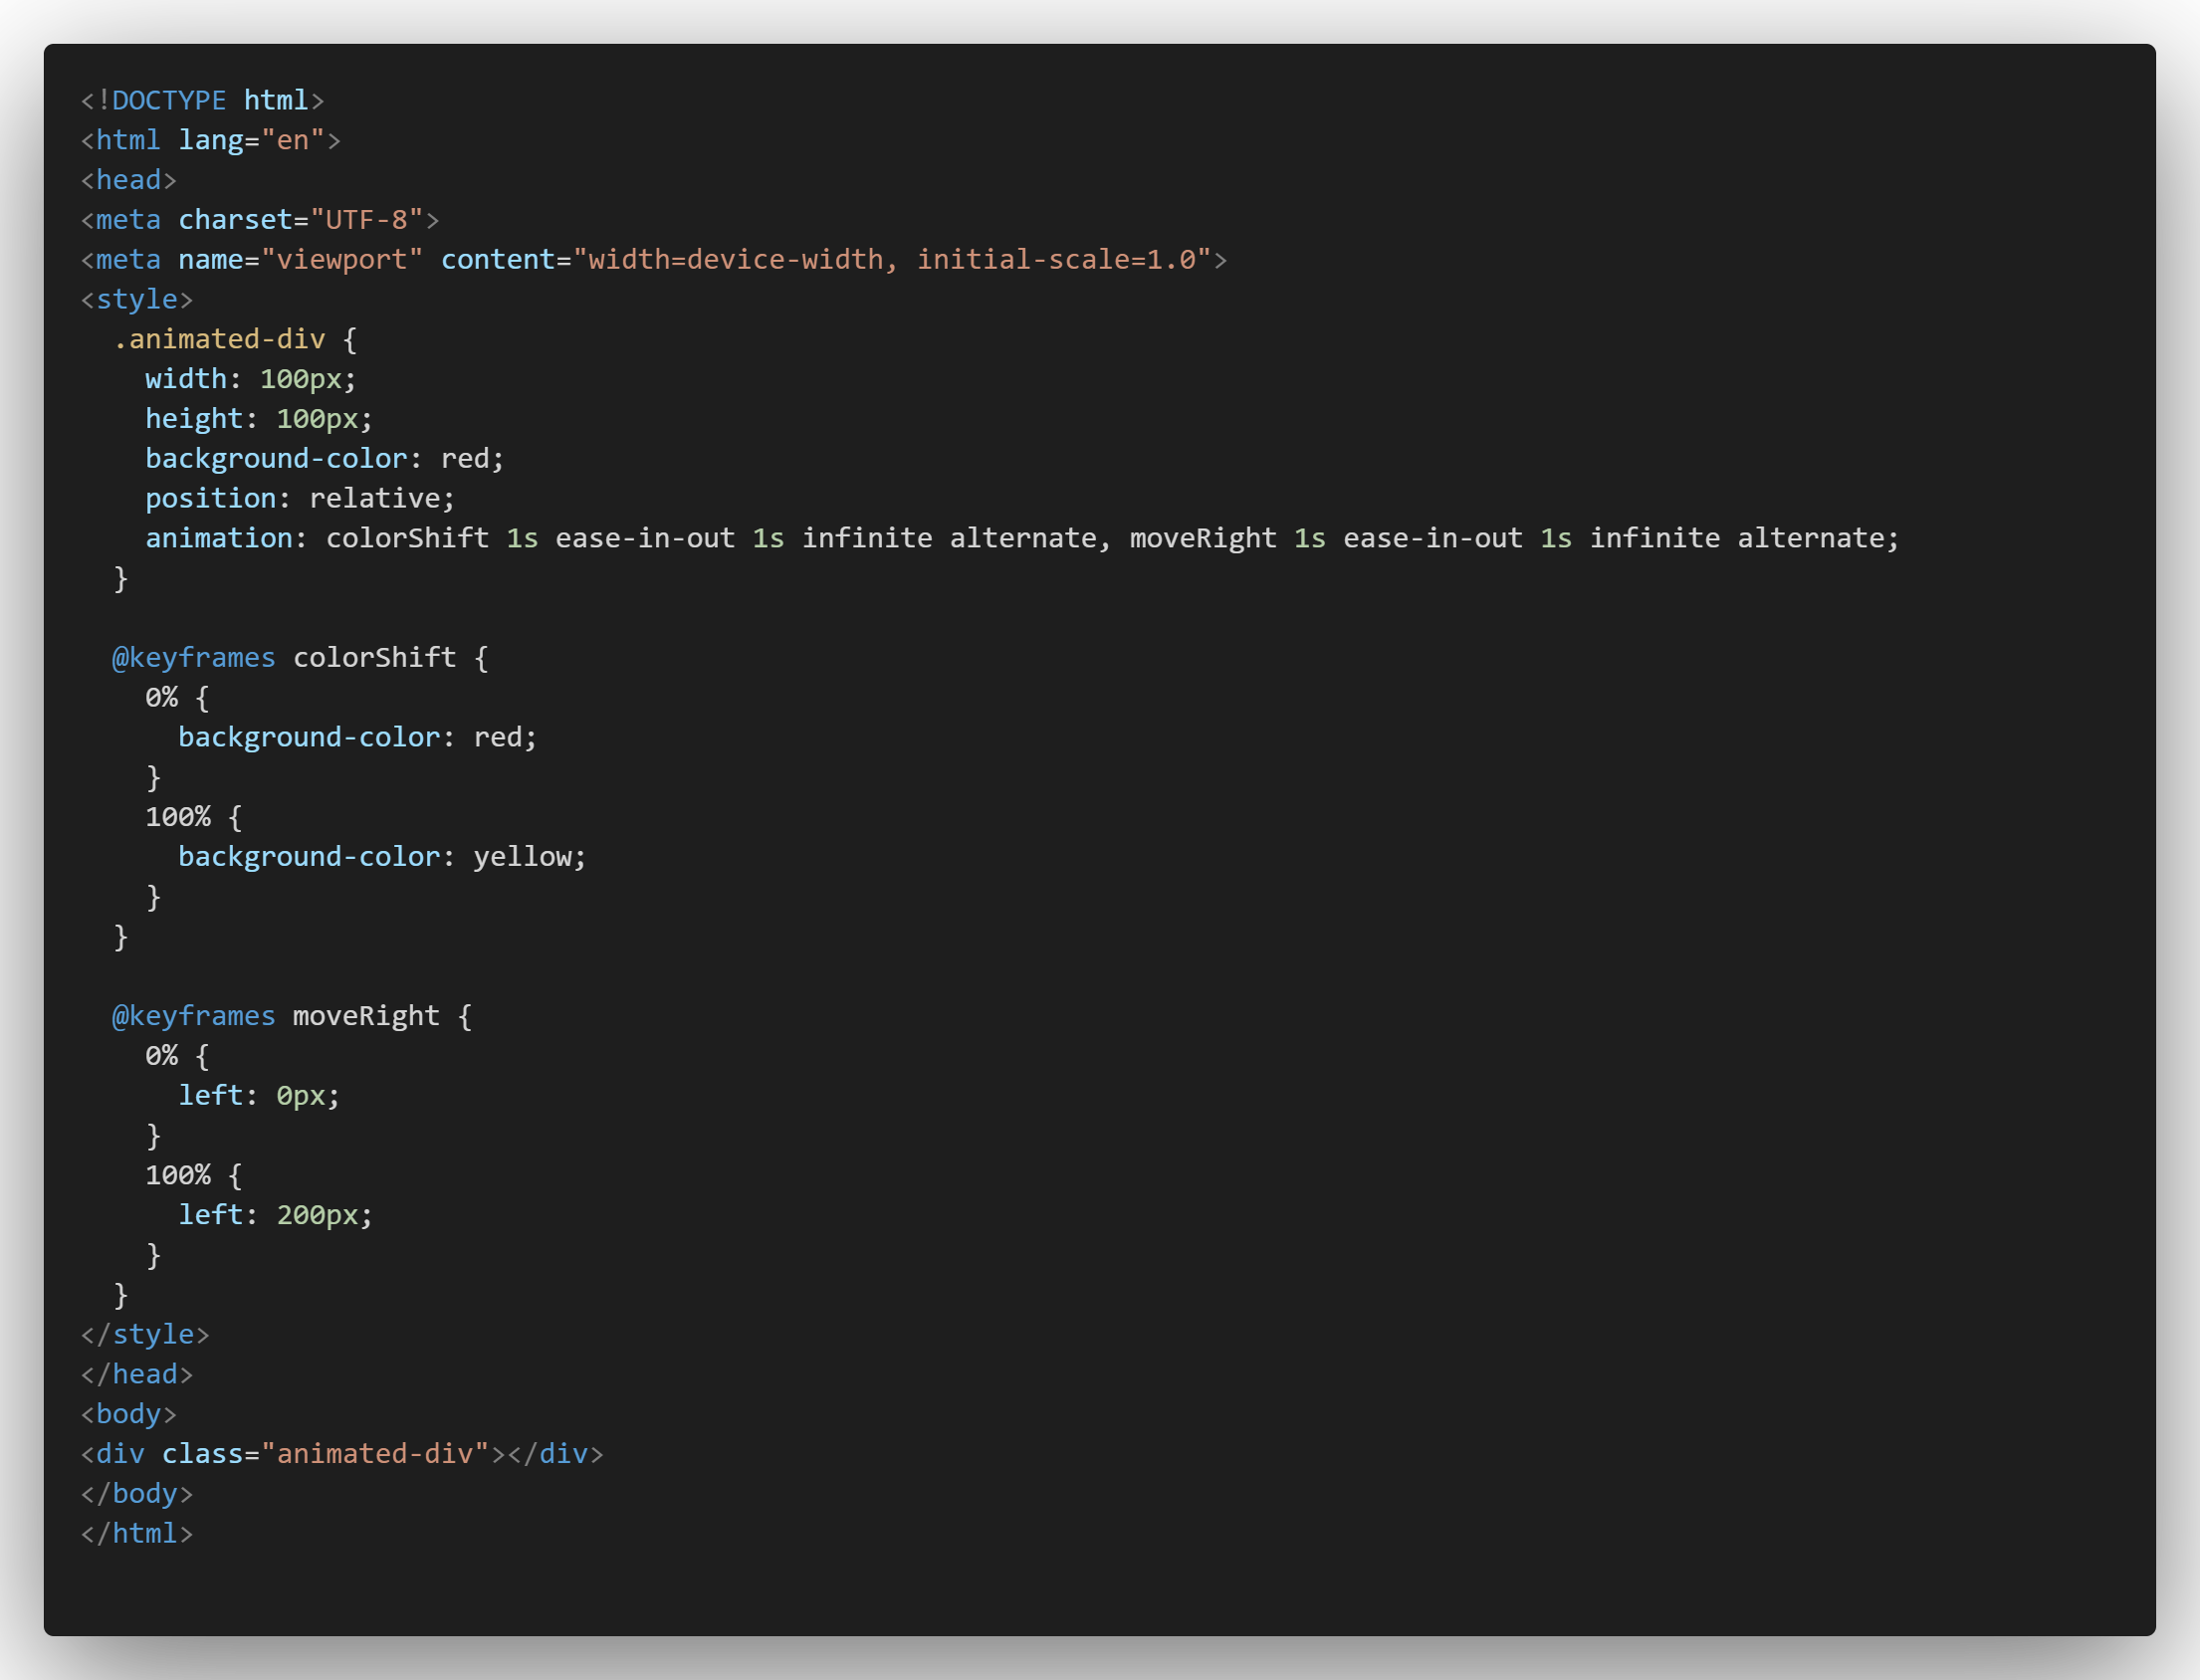 <!DOCTYPE html>
<html lang="en">
<head>
<meta charset="UTF-8">
<meta name="viewport" content="width=device-width, initial-scale=1.0">
<style>
  .animated-div {
    width: 100px;
    height: 100px;
    background-color: red;
    position: relative;
    animation: colorShift 1s ease-in-out 1s infinite alternate, moveRight 1s ease-in-out 1s infinite alternate;
  }

  @keyframes colorShift {
    0% {
      background-color: red;
    }
    100% {
      background-color: yellow;
    }
  }

  @keyframes moveRight {
    0% {
      left: 0px;
    }
    100% {
      left: 200px;
    }
  }
</style>
</head>
<body>
<div class="animated-div"></div>
</body>
</html>